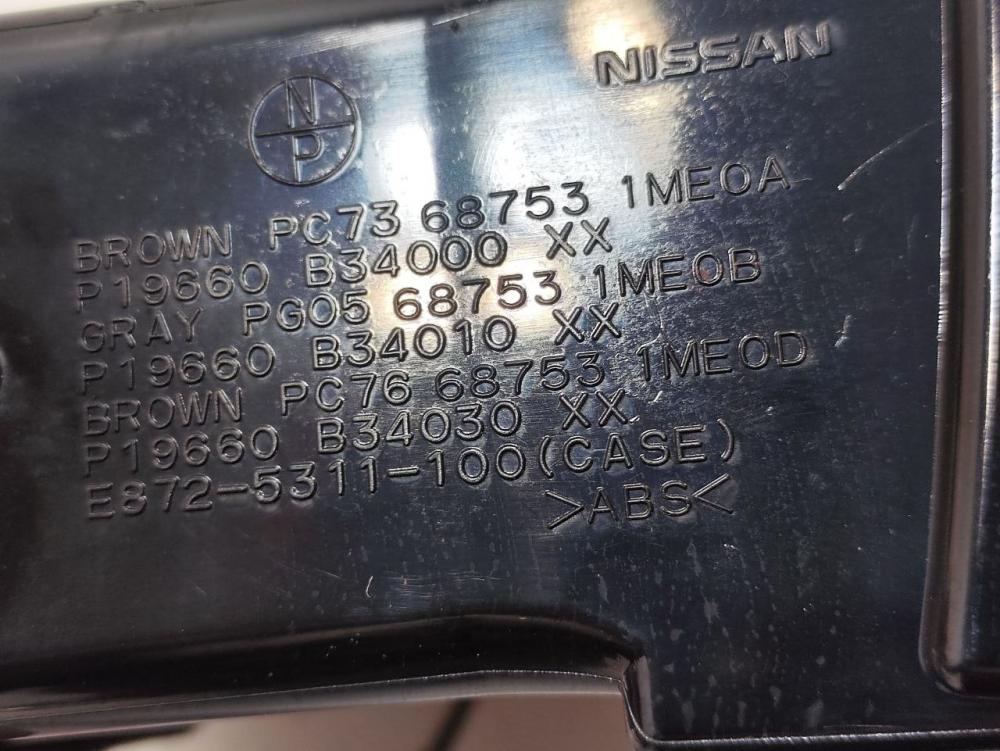 NISSAN
N
P
BROWN PC73 68753 1ME0A
P19660 B34000 XX
GRAY PG05 68753 1ME0B
P19660 B34010 XX
BROWN PC76 68753 1ME0D
P19660 B34030 XX
E872-5311-100(CASE)
>ABS<